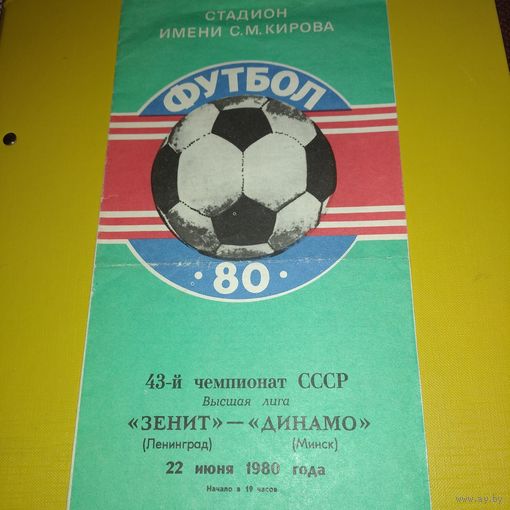 СТАДИОН
ИМЕНИ С.М.КИРОВА
ФУТБОЛ
·80·
43-й чемпионат СССР
Высшая лига
«ЗЕНИТ»—«ДИНАМО»
(Ленинград) (Минск)
22 июня 1980 года
Начало в 19 часов
www.ay.by